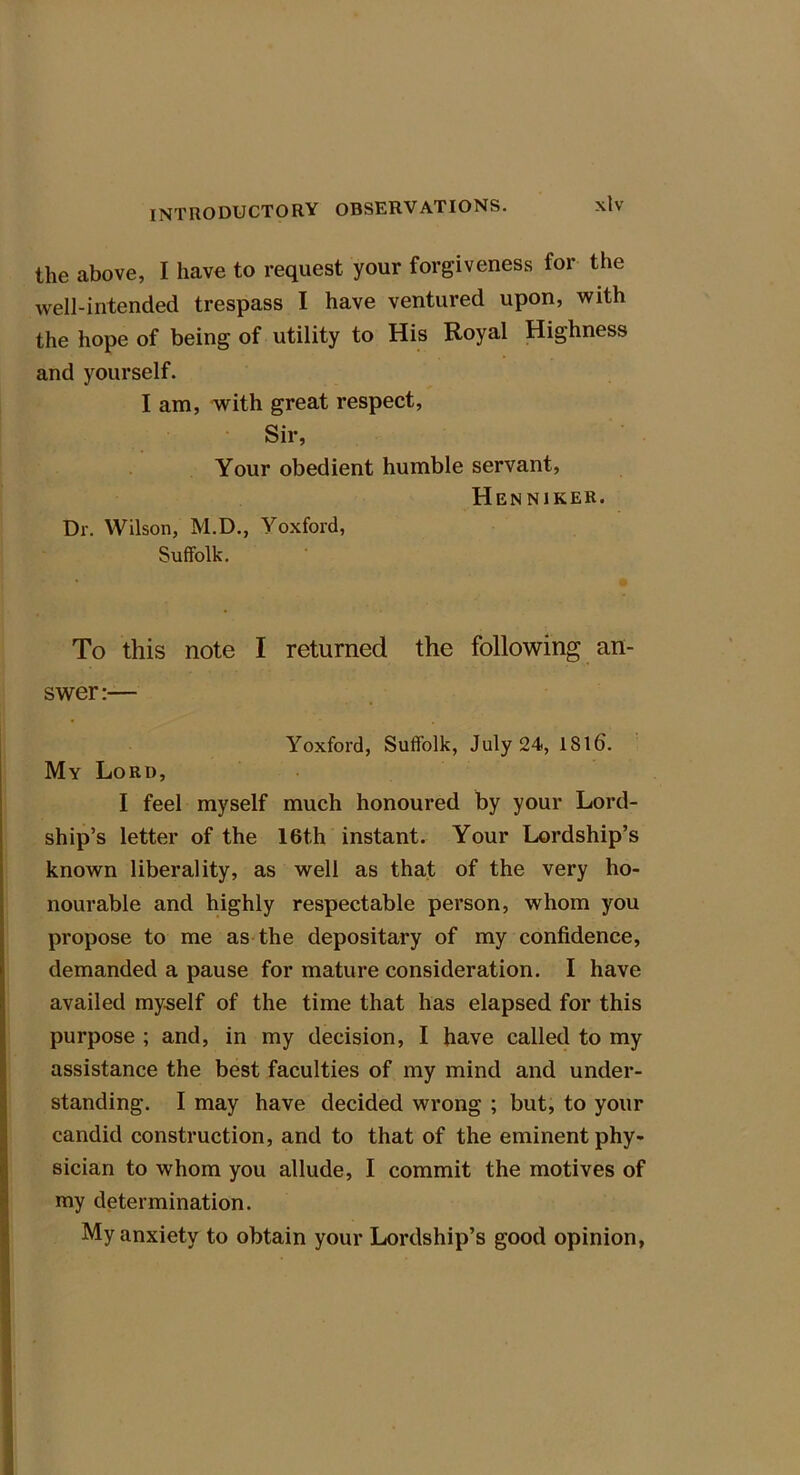 INTRODUCTORY OBSERVATIONS. xlv
the above, I have to request your forgiveness for the
well-intended trespass I have ventured upon, with
the hope of being of utility to His Royal Highness
and yourself.
I am, with great respect,
Sir,
Your obedient humble servant,
HENNIKER.
Dr. Wilson, M.D., Yoxford,
Suffolk.
To this note I returned the following an-
swer:—
Yoxford, Suffolk, July 24, 1816.
MY LORD,
I feel myself much honoured by your Lord-
ship's letter of the 16th instant. Your Lordship's
known liberality, as well as that of the very ho-
nourable and highly respectable person, whom you
propose to me as the depositary of my confidence,
demanded a pause for mature consideration. I have
availed myself of the time that has elapsed for this
purpose ; and, in my decision, I have called to my
assistance the best faculties of my mind and under-
standing. I may have decided wrong ; but, to your
candid construction, and to that of the eminent phy-
sician to whom you allude, I commit the motives of
my determination.
My anxiety to obtain your Lordship's good opinion,